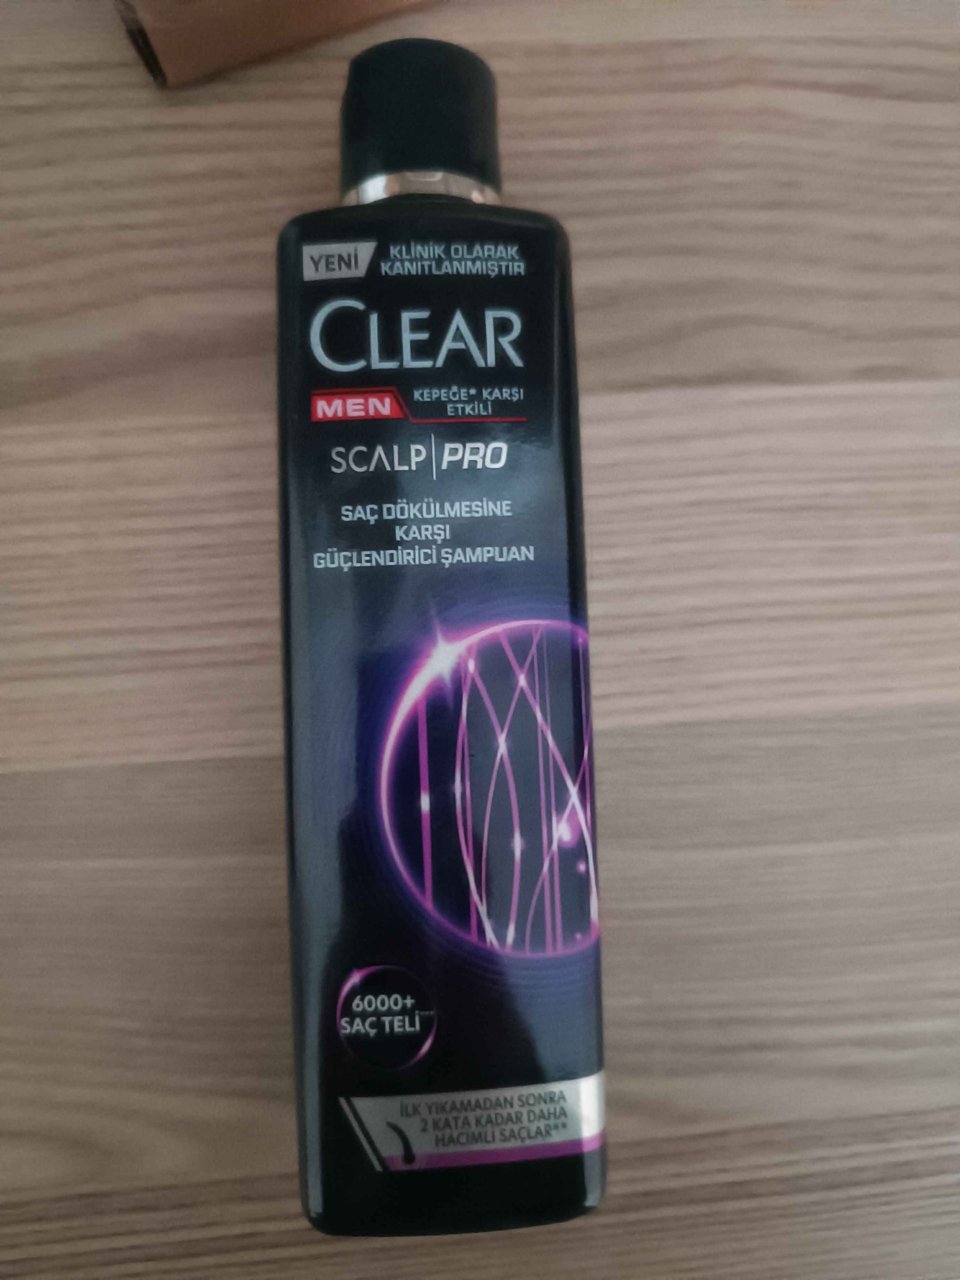 YENİ
KLİNİK OLARAK
KANITLANMIŞTIR
CLEAR
MEN
KEPEĞE* KARŞI
ETKİLİ
SCALP PRO
SAÇ DÖKÜLMESİNE
KARŞI
GÜÇLENDİRİCİ ŞAMPUAN
6000+
SAÇ TELİ***
İLK YIKAMADAN SONRA
2 KATA KADAR DAHA
HACİMLİ SAÇLAR**